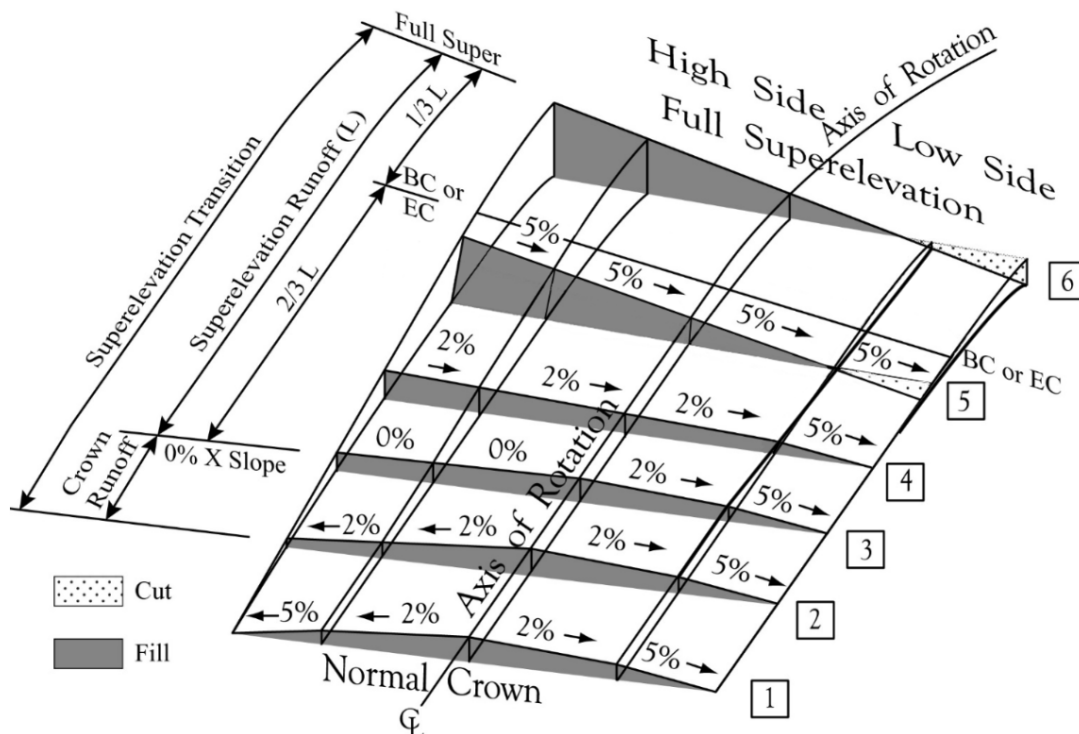 Full Super
High Side
Full Superelevation
Axis of Rotation
Low Side
1/3 L
BC or
EC
Superelevation Transition
Superelevation Runoff (L)
2/3 L
5%
5%
5%
5%
6
BC or EC
5
2%
2%
2%
5%
4
0% X Slope
Crown
Runoff
0%
0%
2%
5%
3
Axis of Rotation
2%
2%
2%
5%
2
5%
2%
2%
5%
1
Cut
Fill
Normal Crown
℄